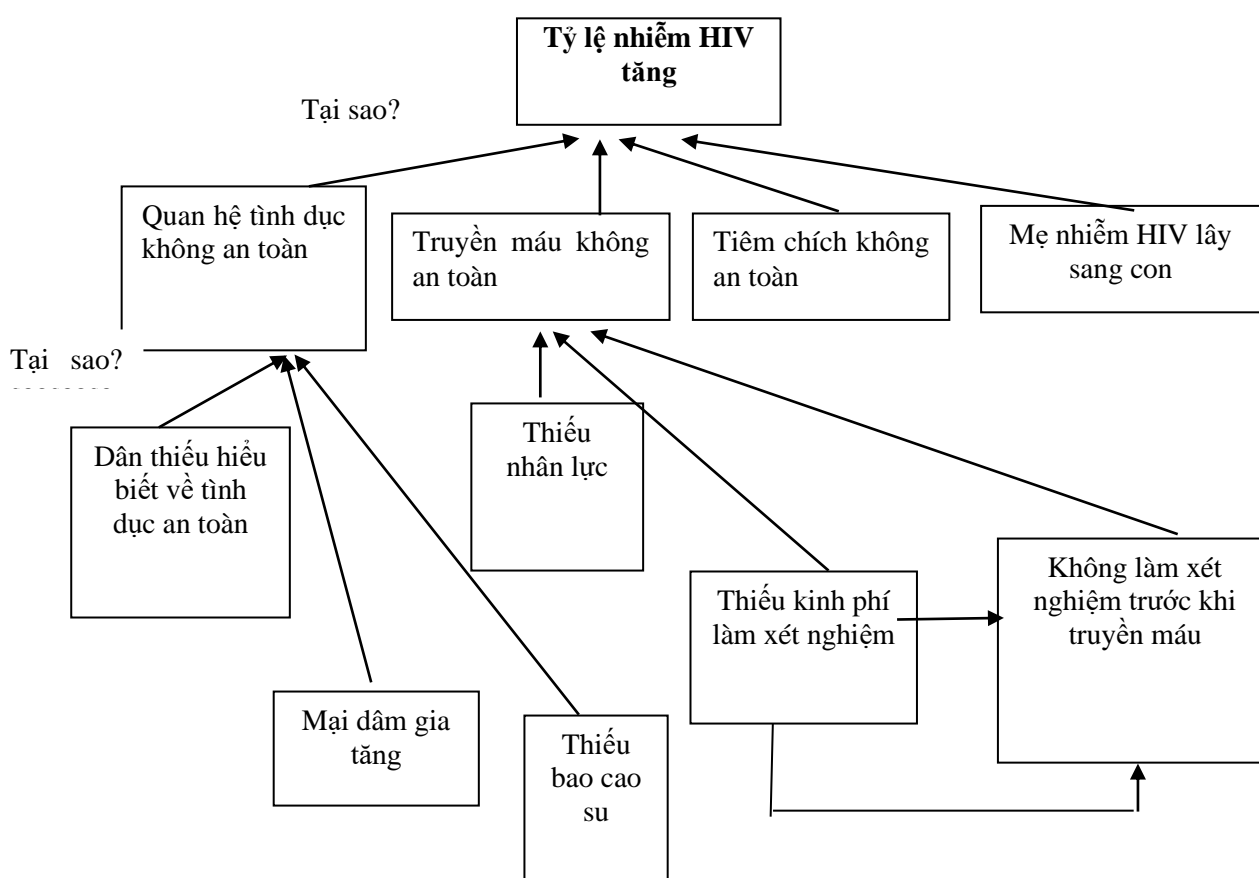 Tỷ lệ nhiễm HIV
tăng
Tại sao?
Quan hệ tình dục
không an toàn
Truyền máu không
an toàn
Tiêm chích không
an toàn
Mẹ nhiễm HIV lây
sang con
Tại sao?
Dân thiếu hiểu
biết về tình
dục an toàn
Thiếu
nhân lực
Thiếu kinh phí
làm xét nghiệm
Không làm xét
nghiệm trước khi
truyền máu
Mại dâm gia
tăng
Thiếu
bao cao
su